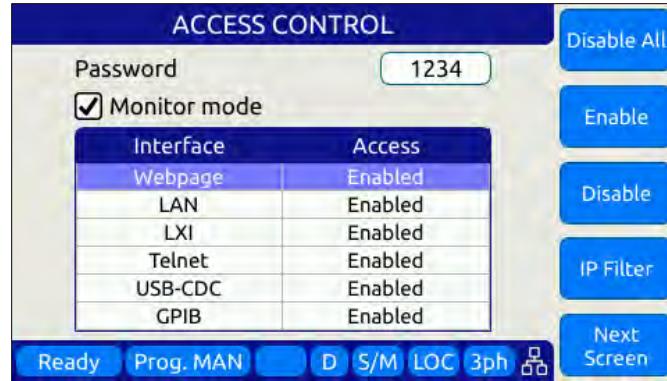 ACCESS CONTROL
Password 1234
Monitor mode
Interface Access
Webpage Enabled
LAN Enabled
LXI Enabled
Telnet Enabled
USB-CDC Enabled
GPIB Enabled
Ready Prog. MAN D S/M LOC 3ph
Disable All
Enable
Disable
IP Filter
Next
Screen